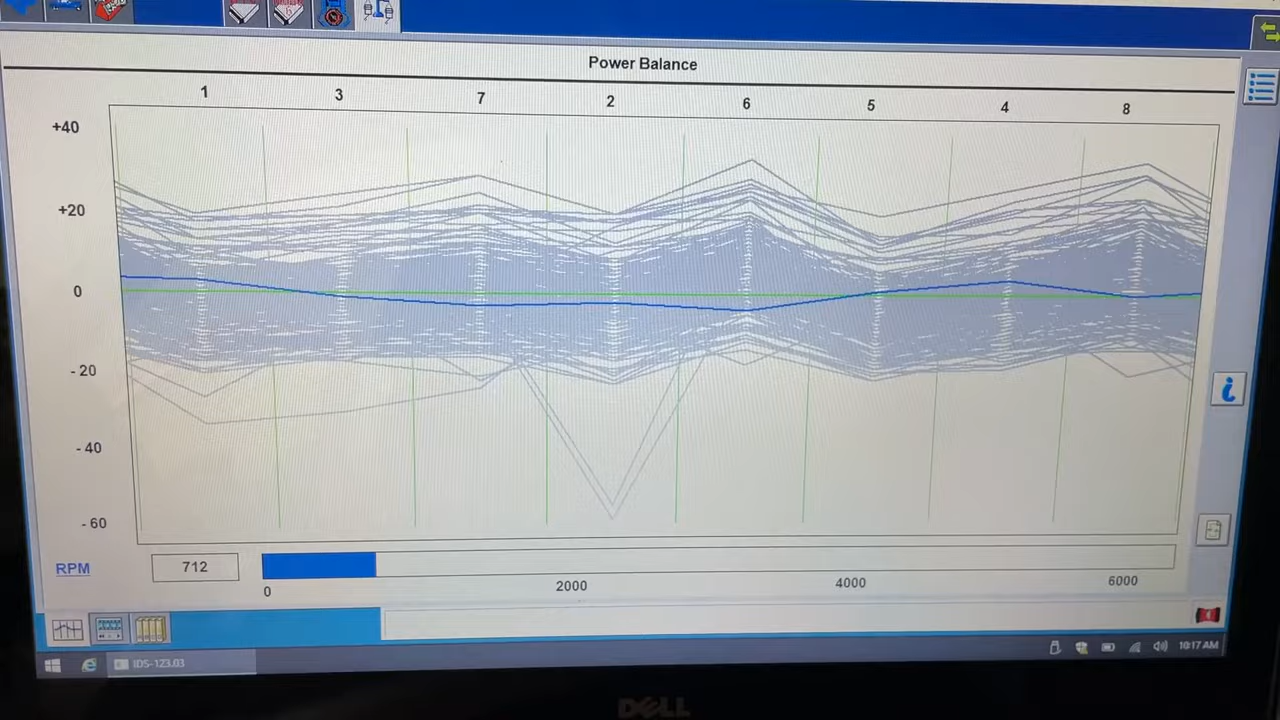 Power Balance
1 3 7 2 6 5 4 8
+40
+20
0
- 20
- 40
- 60
RPM 712
0 2000 4000 6000
IDS-123.03 10:17 AM
DELL